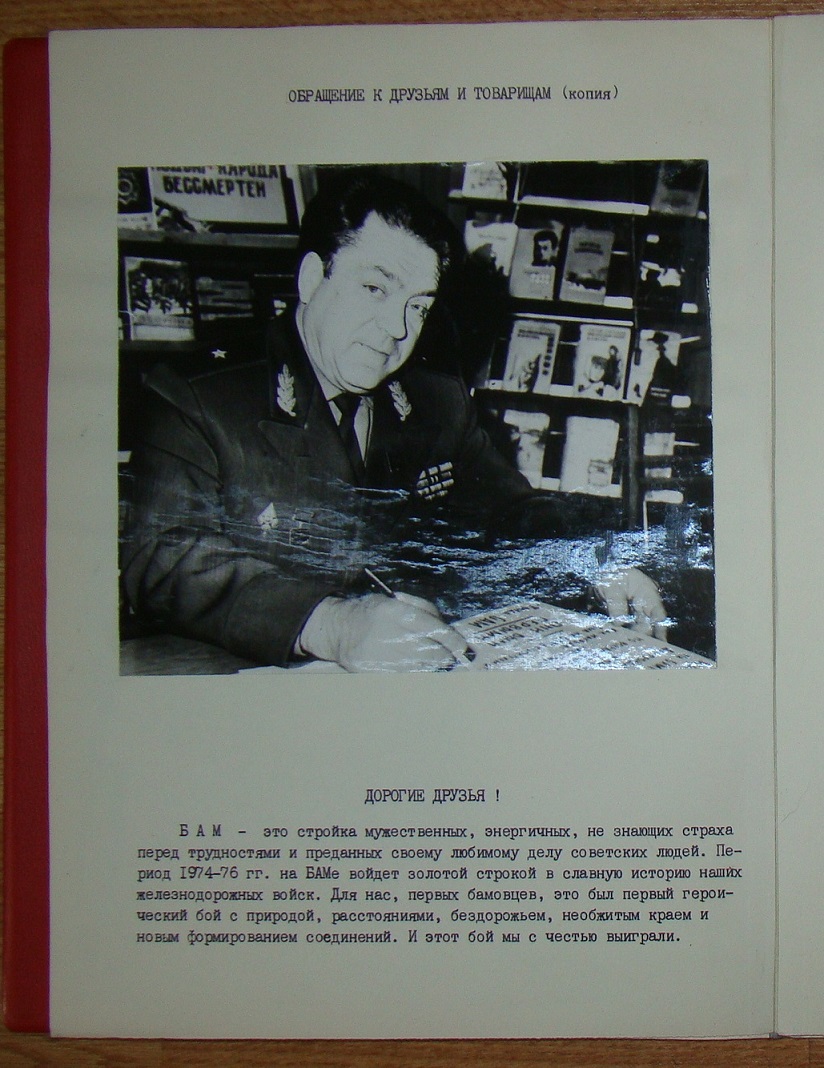 ОБРАЩЕНИЕ К ДРУЗЬЯМ И ТОВАРИЩАМ (копия)
НАРОДА
БЕССМЕРТЕН
ДОРОГИЕ ДРУЗЬЯ !
Б А М - это стройка мужественных, энергичных, не знающих страха
перед трудностями и преданных своему любимому делу советских людей. Пе-
риод 1974-76 гг. на БАМе войдет золотой строкой в славную историю наших
железнодорожных войск. Для нас, первых бамовцев, это был первый герои-
ческий бой с природой, расстояниями, бездорожьем, необжитым краем и
новым формированием соединений. И этот бой мы с честью выиграли.